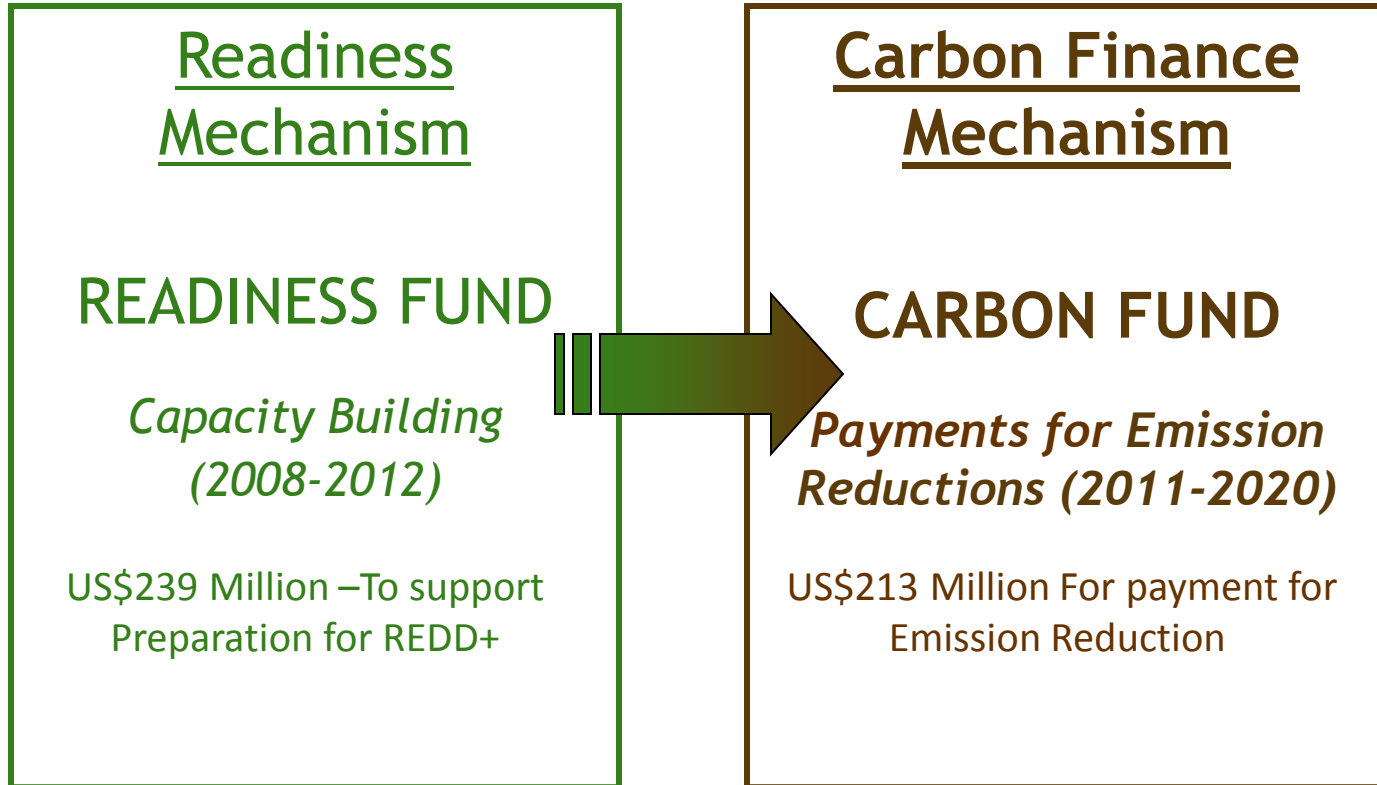 Readiness
Mechanism
READINESS FUND
Capacity Building
(2008-2012)
US$239 Million –To support
Preparation for REDD+
Carbon Finance
Mechanism
CARBON FUND
Payments for Emission
Reductions (2011-2020)
US$213 Million For payment for
Emission Reduction